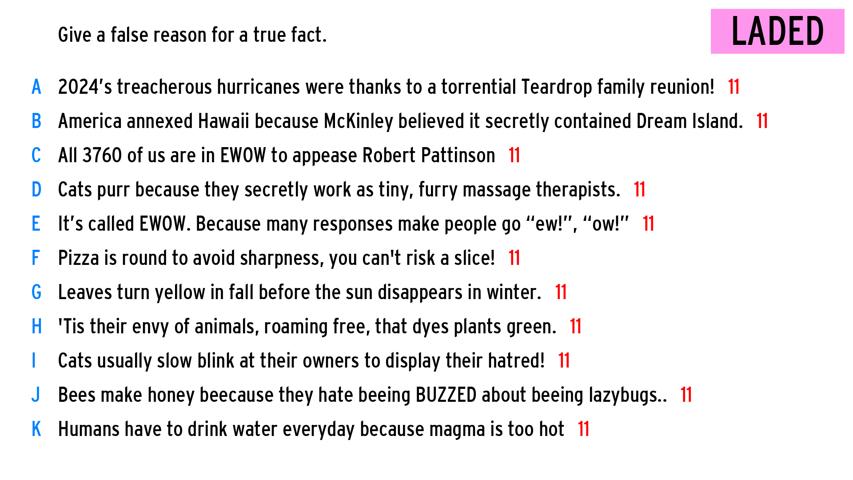 Give a false reason for a true fact.
LADED
A 2024's treacherous hurricanes were thanks to a torrential Teardrop family reunion! 11
B America annexed Hawaii because McKinley believed it secretly contained Dream Island. 11
C All 3760 of us are in EWOW to appease Robert Pattinson 11
D Cats purr because they secretly work as tiny, furry massage therapists. 11
E It's called EWOW. Because many responses make people go “ew!”, “ow!” 11
F Pizza is round to avoid sharpness, you can't risk a slice! 11
G Leaves turn yellow in fall before the sun disappears in winter. 11
H 'Tis their envy of animals, roaming free, that dyes plants green. 11
I Cats usually slow blink at their owners to display their hatred! 11
J Bees make honey beecause they hate beeing BUZZED about beeing lazybugs.. 11
K Humans have to drink water everyday because magma is too hot 11